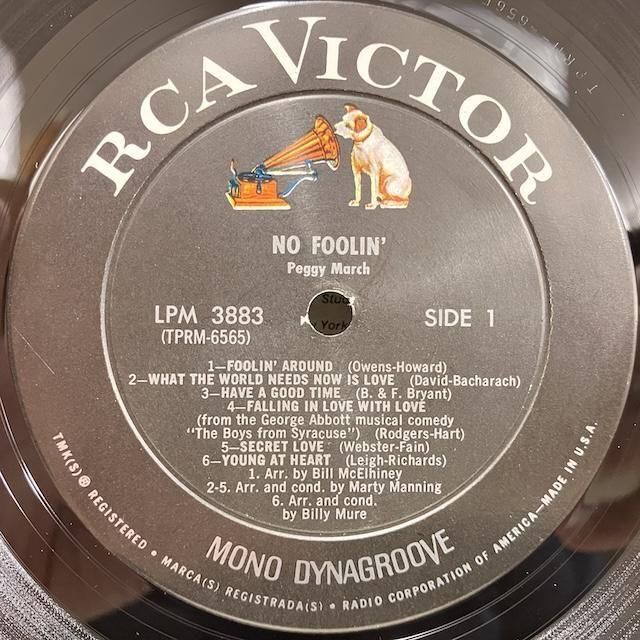 RCA VICTOR
NO FOOLIN'
Peggy March
LPM 3883
(TPRM-6565)
SIDE 1
York
1—FOOLIN' AROUND (Owens-Howard)
2—WHAT THE WORLD NEEDS NOW IS LOVE (David-Bacharach)
3—HAVE A GOOD TIME (B. & F. Bryant)
4—FALLING IN LOVE WITH LOVE
(from the George Abbott musical comedy
"The Boys from Syracuse") (Rodgers-Hart)
5—SECRET LOVE (Webster-Fain)
6—YOUNG AT HEART (Leigh-Richards)
1. Arr. by Bill McElhiney
2-5. Arr. and cond. by Marty Manning
6. Arr. and cond.
by Billy Mure
MONO DYNAGROOVE
TMK(S) ® REGISTERED • MARCA(S) REGISTRADA(S) • RADIO CORPORATION OF AMERICA—MADE IN U.S.A.